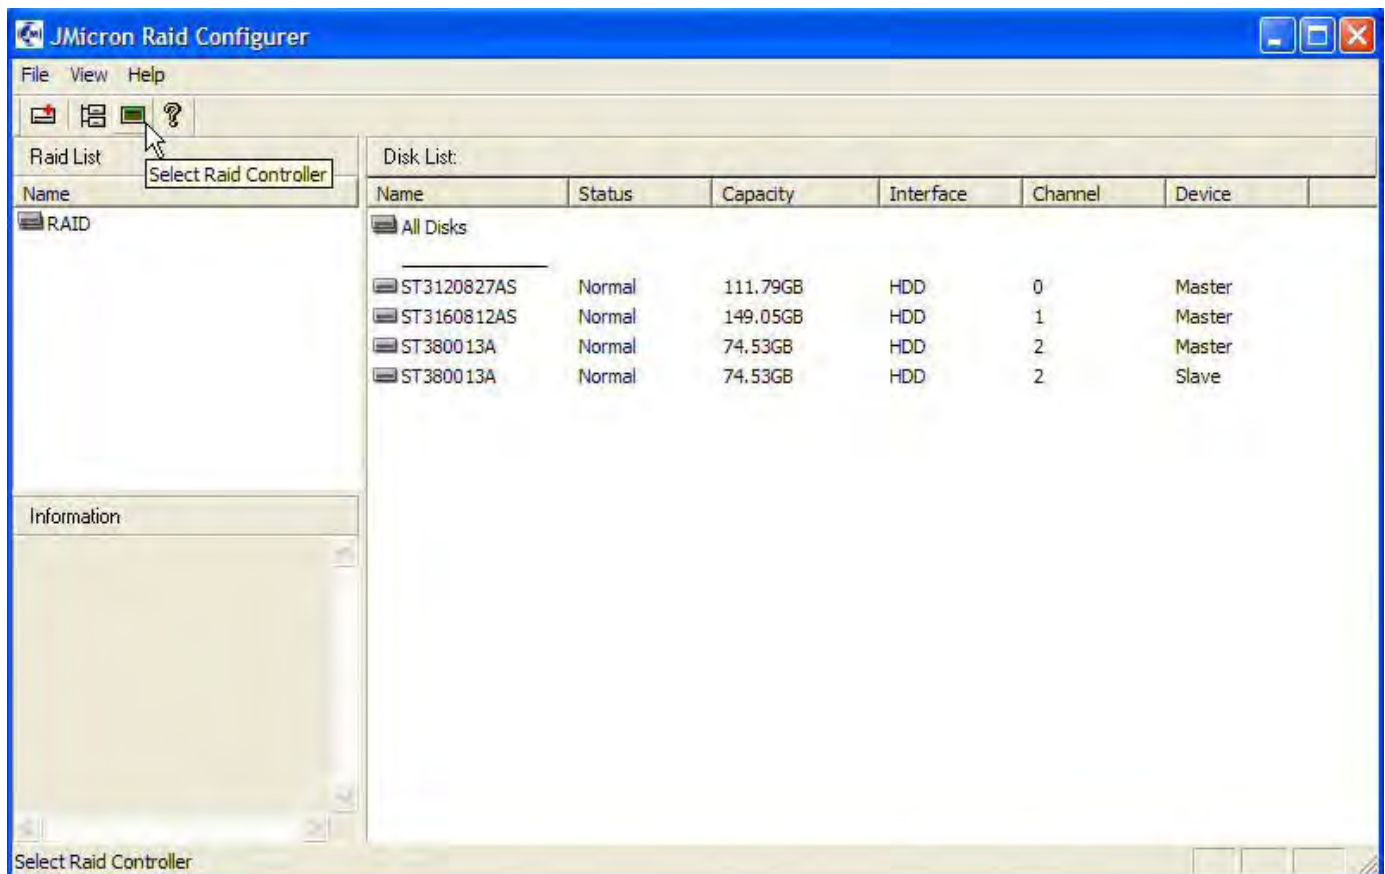 JMicron Raid Configurer
File View Help
Select Raid Controller
Raid List
Disk List:
Name
Name Status Capacity Interface Channel Device
RAID
All Disks
ST3120827AS Normal 111.79GB HDD 0 Master
ST3160812AS Normal 149.05GB HDD 1 Master
ST380013A Normal 74.53GB HDD 2 Master
ST380013A Normal 74.53GB HDD 2 Slave
Information
Select Raid Controller